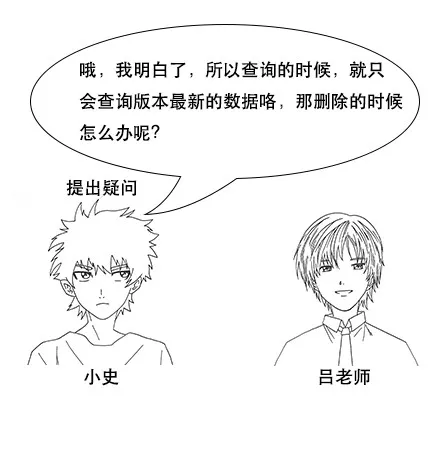 哦，我明白了，所以查询的时候，就只
会查询版本最新的数据咯，那删除的时候
怎么办呢？
提出疑问
小史
吕老师